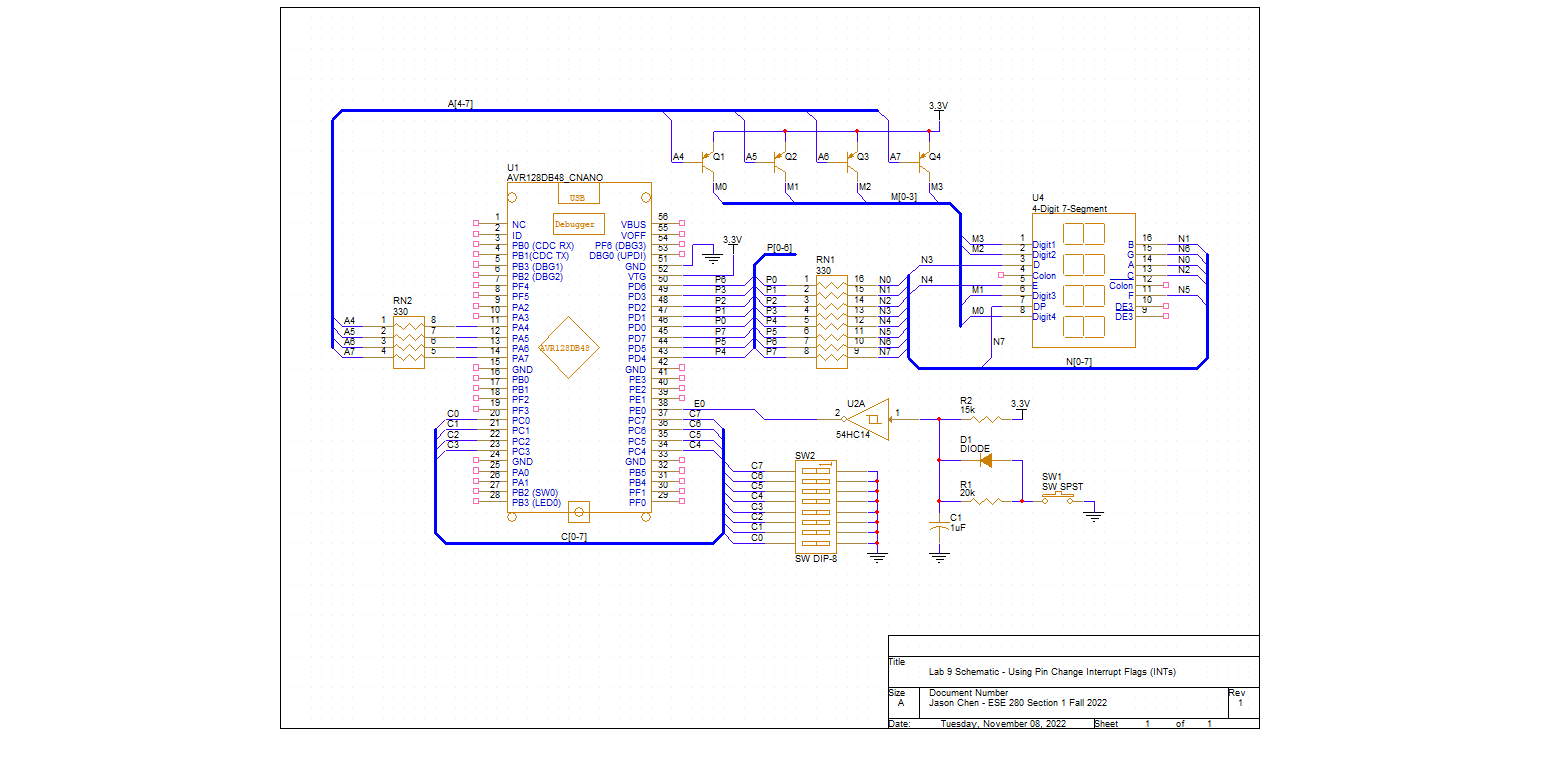 A[4-7]
3.3V
A4
Q1
A5
Q2
A6
Q3
A7
Q4
M0
M1
M2
M3
M[0-3]
U1
AVR128DB48_CNANO
USB
Debugger
AVR128DB48
1 NC
2 ID
3 PB0 (CDC RX)
4 PB1(CDC TX)
5 PB3 (DBG1)
6 PB2 (DBG2)
7 PF4
8 PF5
9 PA2
10 PA3
11 PA4
12 PA5
13 PA6
14 PA7
15 GND
16 PB0
17 PB1
18 PF2
19 PF3
20 PC0
21 PC1
22 PC2
23 PC3
24 GND
25 PA0
26 PA1
27 PB2 (SW0)
28 PB3 (LED0)
VBUS 56
VOFF 55
PF6 (DBG3) 54
DBG0 (UPDI) 53
GND 51
VTG 52
PD6 50
PD3 49
PD2 48
PD1 47
PD0 46
PD7 45
PD5 44
PD4 43
GND 42
PE3 41
PE2 40
PE1 39
PE0 38
PC7 37
PC6 36
PC5 35
PC4 34
GND 33
PB5 32
PB4 31
PF1 30
PF0 29
RN2
330
A4 1 8
A5 2 7
A6 3 6
A7 4 5
C0
C1
C2
C3
C[0-7]
3.3V
P6
P3
P2
P1
P0
P7
P5
P4
P[0-6]
RN1
330
P0 1 16 N0
P1 2 15 N1
P2 3 14 N2
P3 4 13 N3
P4 5 12 N4
P5 6 11 N5
P6 7 10 N6
P7 8 9 N7
N3
N4
U4
4-Digit 7-Segment
M3 1 Digit1
M2 2 Digit2
3 D
4 Colon
5 E
M1 6 Digit3
7 DP
M0 8 Digit4
B 16 N1
G 15 N6
A 14 N0
C 13 N2
Colon 12
F 11 N5
DE3 10
DE3 9
N7
N[0-7]
E0
C7
C6
C5
C4
U2A
2
1
54HC14
R2
15k
3.3V
D1
DIODE
R1
20k
SW1
SW SPST
C1
1uF
SW2
C7
C6
C5
C4
C3
C2
C1
C0
SW DIP-8
Title
Lab 9 Schematic - Using Pin Change Interrupt Flags (INTs)
Size
A
Document Number
Jason Chen - ESE 280 Section 1 Fall 2022
Rev
1
Date: Tuesday, November 08, 2022 Sheet 1 of 1